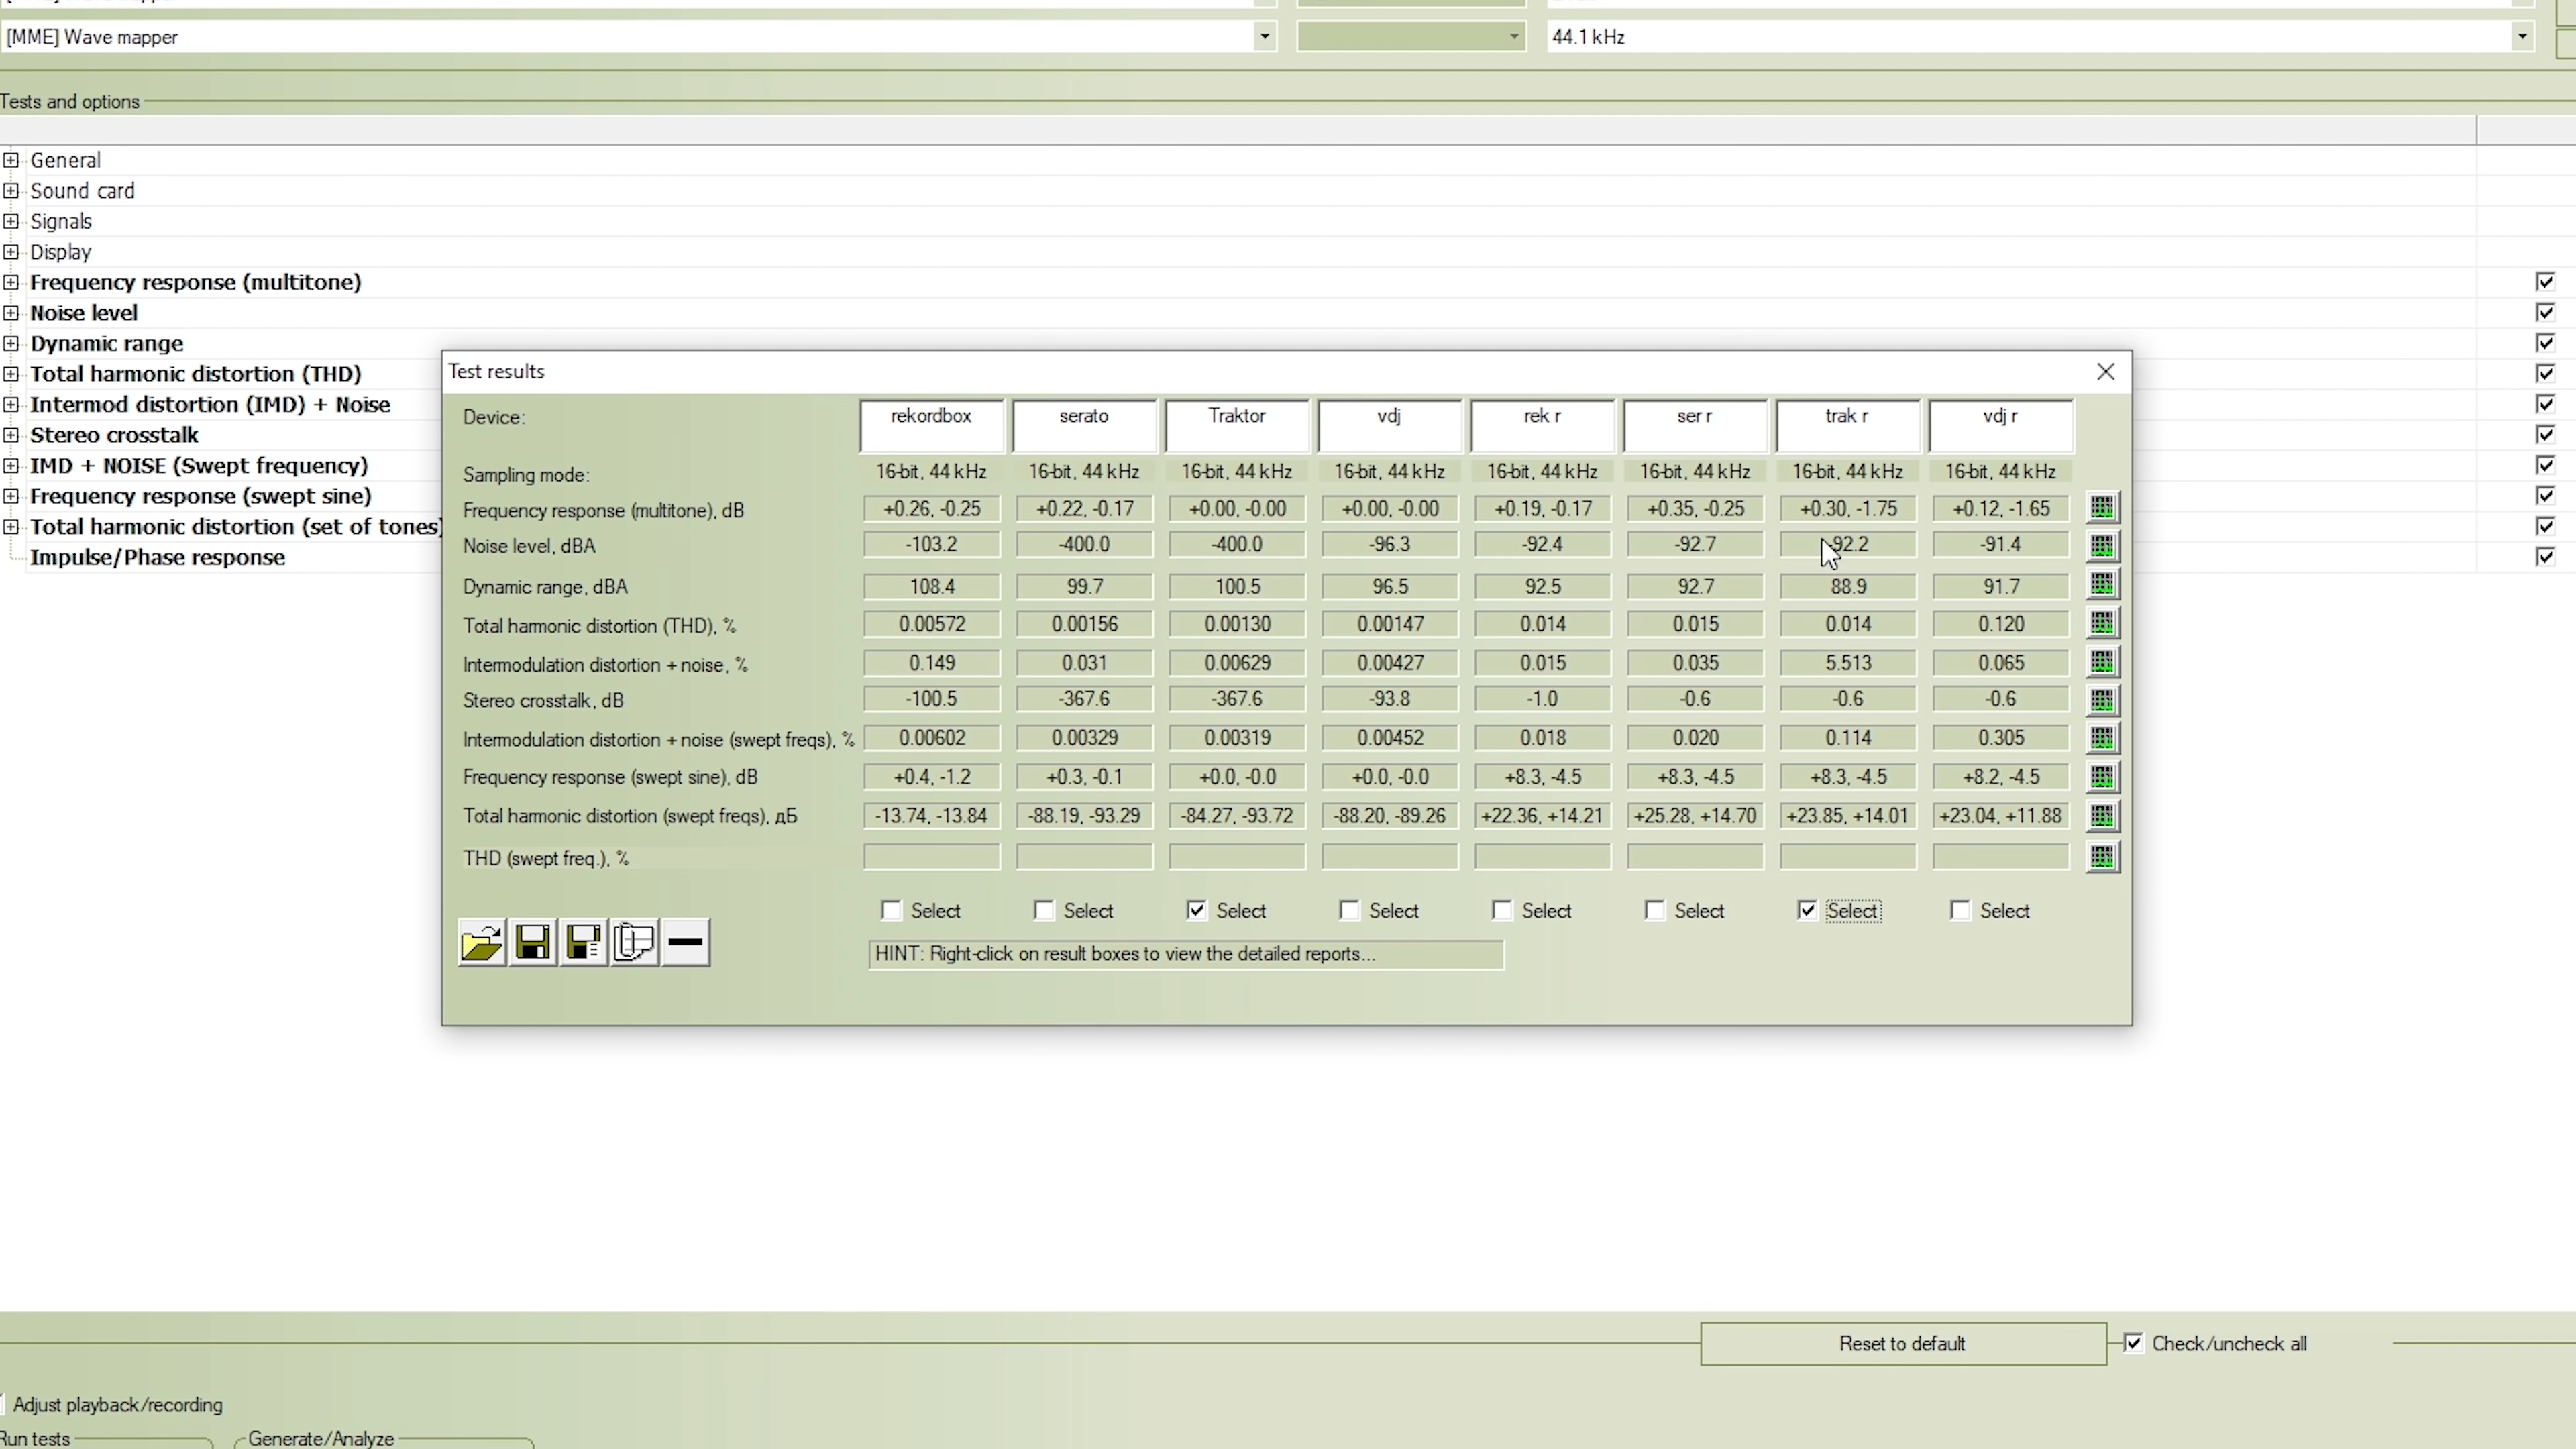 [MME] Wave mapper 44.1 kHz
Tests and options
General
Sound card
Signals
Display
Frequency response (multitone)
Noise level
Dynamic range
Total harmonic distortion (THD)
Intermod distortion (IMD) + Noise
Stereo crosstalk
IMD + NOISE (Swept frequency)
Frequency response (swept sine)
Total harmonic distortion (set of tones)
Impulse/Phase response
Test results
Device: rekordbox serato Traktor vdj rek r ser r trak r vdj r
Sampling mode: 16-bit, 44 kHz 16-bit, 44 kHz 16-bit, 44 kHz 16-bit, 44 kHz 16-bit, 44 kHz 16-bit, 44 kHz 16-bit, 44 kHz 16-bit, 44 kHz
Frequency response (multitone), dB +0.26, -0.25 +0.22, -0.17 +0.00, -0.00 +0.00, -0.00 +0.19, -0.17 +0.35, -0.25 +0.30, -1.75 +0.12, -1.65
Noise level, dBA -103.2 -400.0 -400.0 -96.3 -92.4 -92.7 -92.2 -91.4
Dynamic range, dBA 108.4 99.7 100.5 96.5 92.5 92.7 88.9 91.7
Total harmonic distortion (THD), % 0.00572 0.00156 0.00130 0.00147 0.014 0.015 0.014 0.120
Intermodulation distortion + noise, % 0.149 0.031 0.00629 0.00427 0.015 0.035 5.513 0.065
Stereo crosstalk, dB -100.5 -367.6 -367.6 -93.8 -1.0 -0.6 -0.6 -0.6
Intermodulation distortion + noise (swept freqs), % 0.00602 0.00329 0.00319 0.00452 0.018 0.020 0.114 0.305
Frequency response (swept sine), dB +0.4, -1.2 +0.3, -0.1 +0.0, -0.0 +0.0, -0.0 +8.3, -4.5 +8.3, -4.5 +8.3, -4.5 +8.2, -4.5
Total harmonic distortion (swept freqs), дБ -13.74, -13.84 -88.19, -93.29 -84.27, -93.72 -88.20, -89.26 +22.36, +14.21 +25.28, +14.70 +23.85, +14.01 +23.04, +11.88
THD (swept freq.), %
Select Select Select Select Select Select Select Select
HINT: Right-click on result boxes to view the detailed reports...
Reset to default Check/uncheck all
Adjust playback/recording
Run tests Generate/Analyze